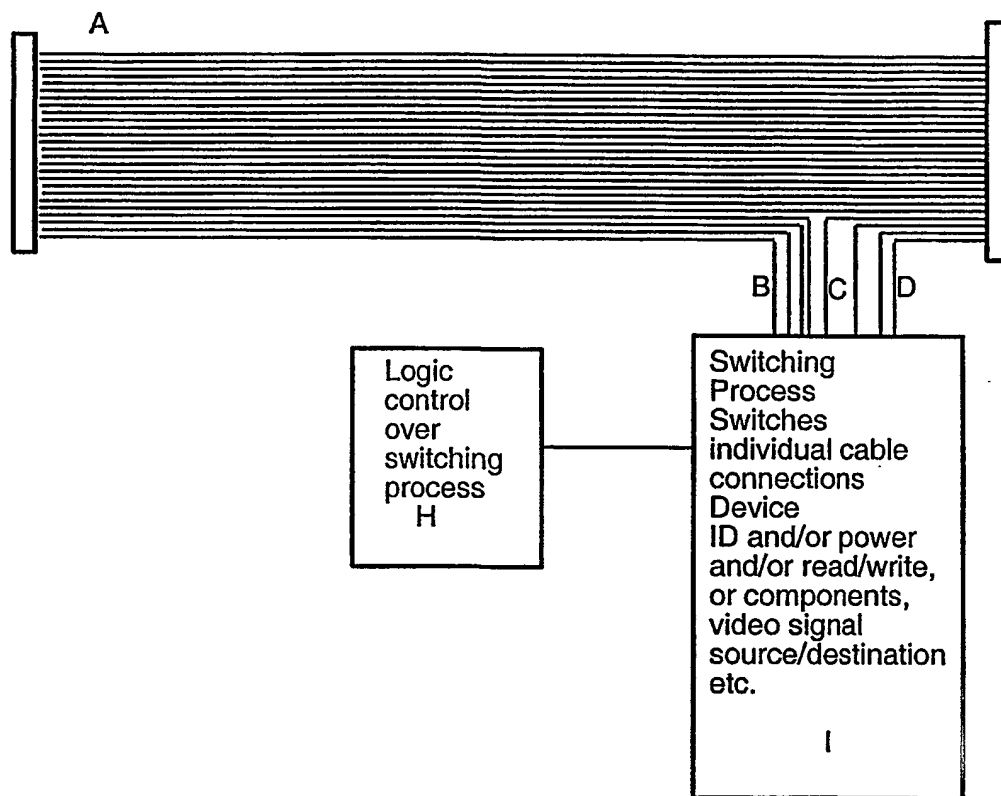 A
B
C
D
Logic
control
over
switching
process
H
Switching
Process
Switches
individual cable
connections
Device
ID and/or power
and/or read/write,
or components,
video signal
source/destination
etc.
I